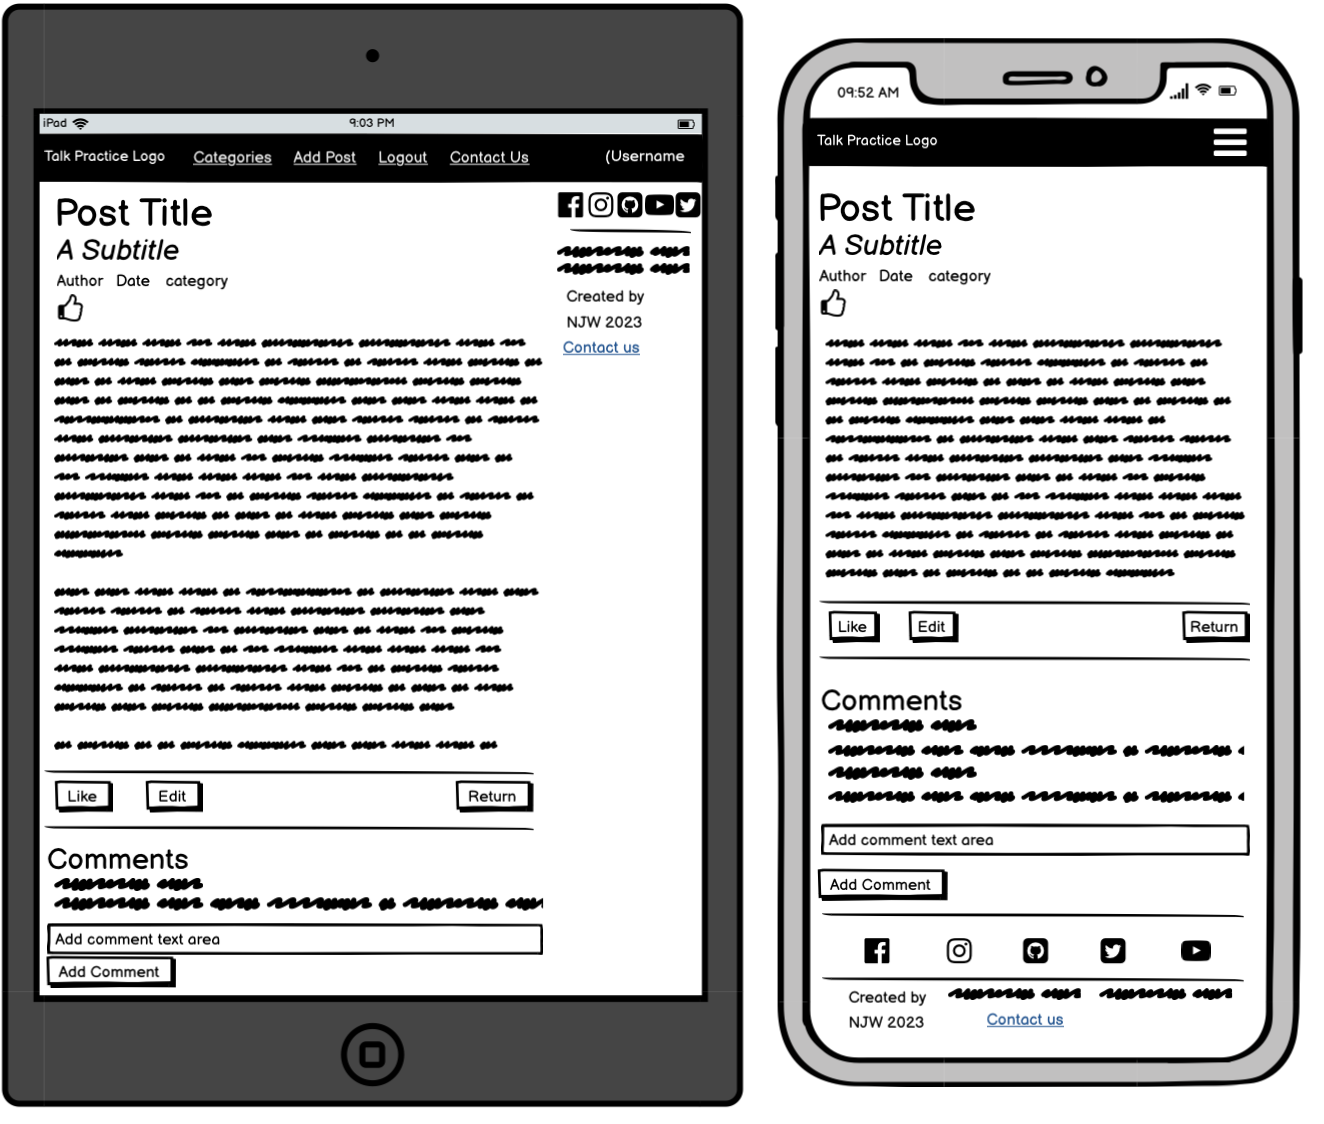 iPad
9:03 PM
Talk Practice Logo Categories Add Post Logout Contact Us (Username
Post Title
A Subtitle
Author Date category
Created by
NJW 2023
Contact us
Like Edit Return
Comments
Add comment text area
Add Comment
09:52 AM
Talk Practice Logo
Post Title
A Subtitle
Author Date category
Like Edit Return
Comments
Add comment text area
Add Comment
Created by
NJW 2023
Contact us